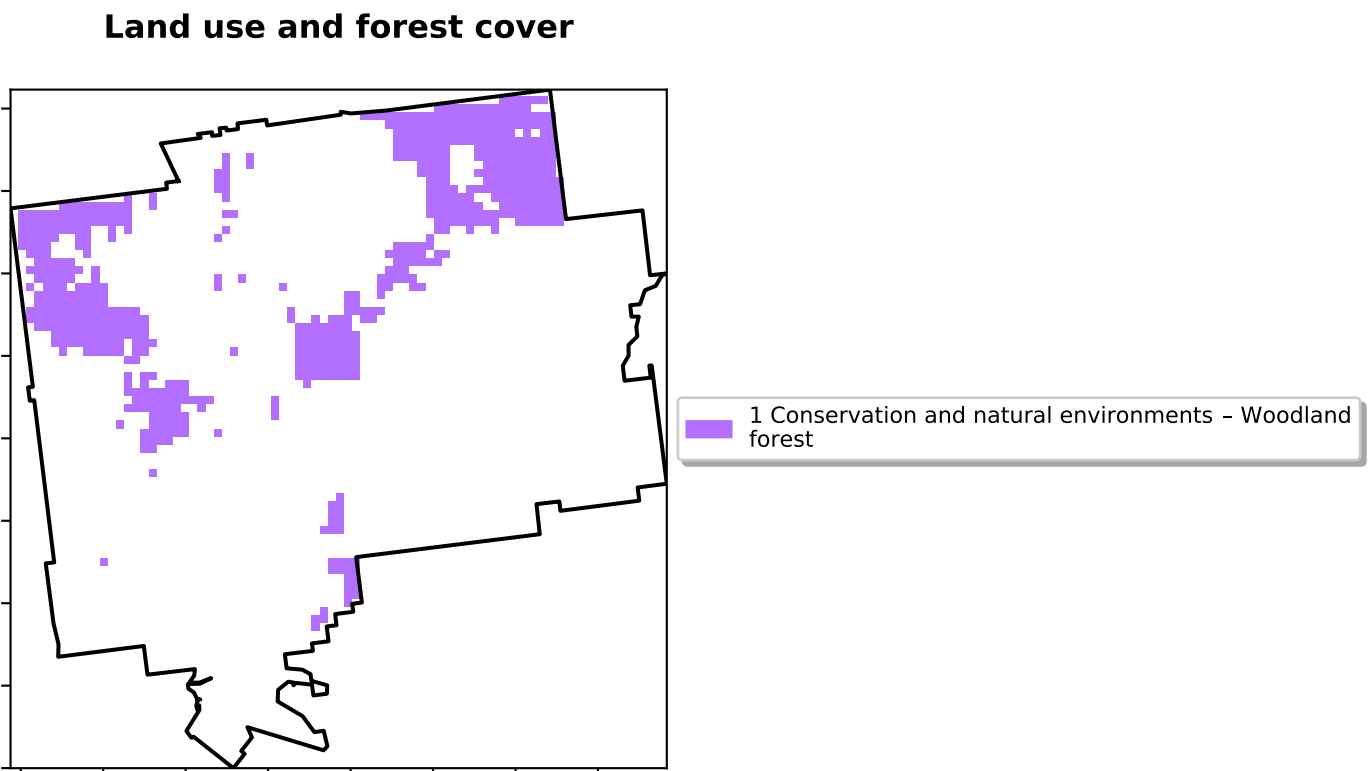 Land use and forest cover
1 Conservation and natural environments – Woodland
forest